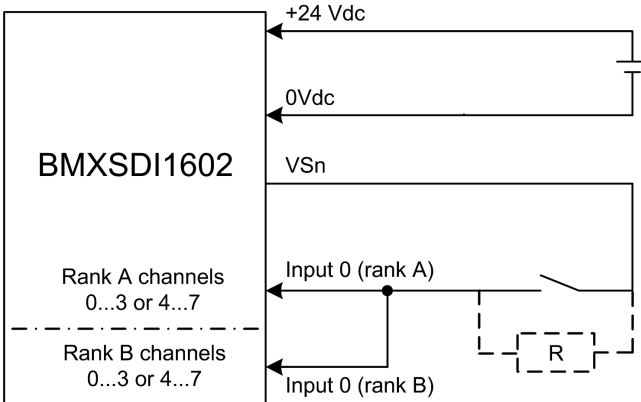 +24 Vdc
0Vdc
BMXSDI1602
VSn
Input 0 (rank A)
Rank A channels
0...3 or 4...7
R
Rank B channels
0...3 or 4...7
Input 0 (rank B)